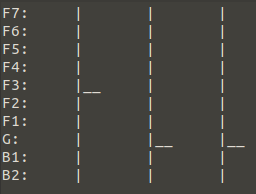 F7:      |       |       |
F6:      |       |       |
F5:      |       |       |
F4:      |       |       |
F3:      |__     |       |
F2:      |       |       |
F1:      |       |       |
G:       |       |__     |__
B1:      |       |       |
B2:      |       |       |